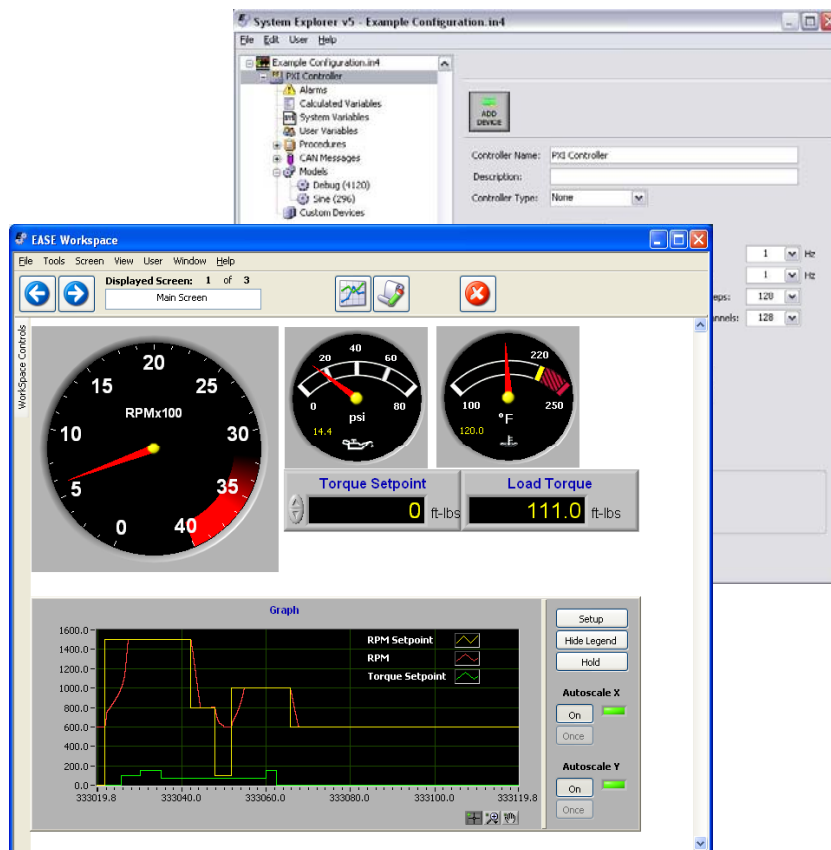 System Explorer v5 - Example Configuration.in4
File Edit User Help
Example Configuration.in4
PXI Controller
Alarms
Calculated Variables
System Variables
User Variables
Procedures
CAN Messages
Models
Debug (4120)
Sine (296)
Custom Devices
ADD DEVICE
Controller Name: PXI Controller
Description:
Controller Type: None
1 Hz
1 Hz
eps: 128
nnels: 128
EASE Workspace
File Tools Screen View User Window Help
Displayed Screen: 1 of 3
Main Screen
WorkSpace Controls
0 5 10 15 20 25 30 35 40
RPMx100
0 20 40 60 80
psi
14.4
100 220 250
°F
120.0
Torque Setpoint
0 ft-lbs
Load Torque
111.0 ft-lbs
Graph
1600.0
1400.0
1200.0
1000.0
800.0
600.0
400.0
200.0
0.0
333019.8 333040.0 333060.0 333080.0 333100.0 333119.8
RPM Setpoint
RPM
Torque Setpoint
Setup
Hide Legend
Hold
Autoscale X
On
Once
Autoscale Y
On
Once